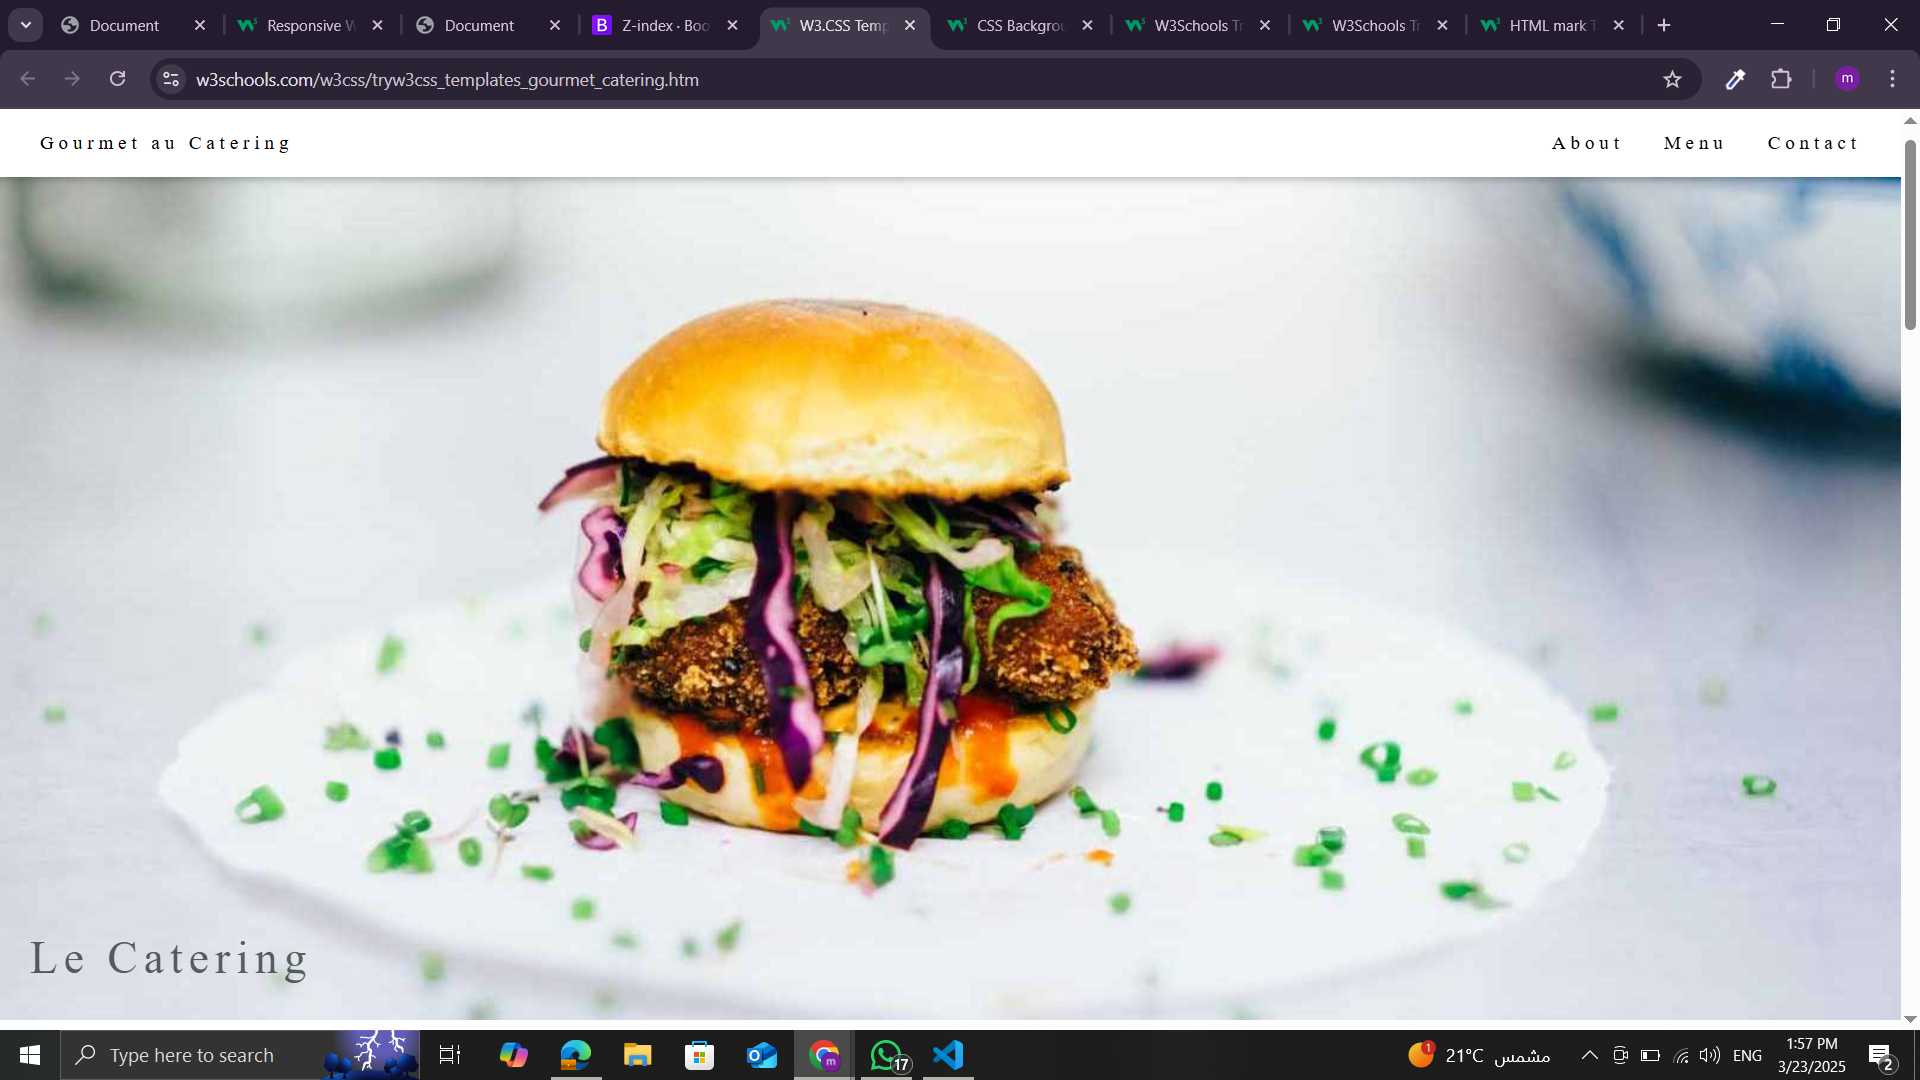 Document
Responsive W
Document
Z-index · Boo
W3.CSS Temp
CSS Backgrou
W3Schools Tr
W3Schools Tr
HTML mark T
w3schools.com/w3css/tryw3css_templates_gourmet_catering.htm
m
Gourmet au Catering
About
Menu
Contact
Le Catering
Type here to search
m
17
1
21°C مشمس
ENG
1:57 PM
3/23/2025
2